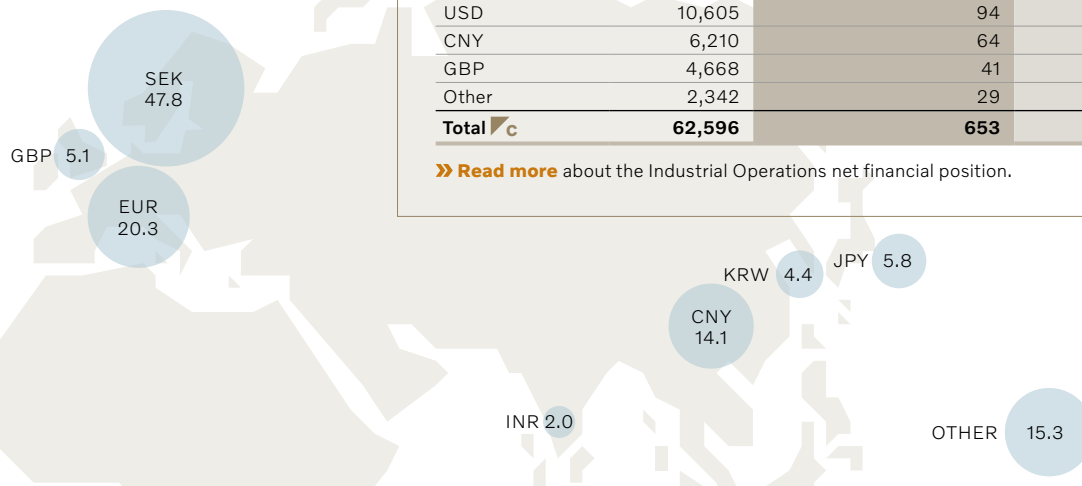 USD 10,605 94
CNY 6,210 64
GBP 4,668 41
Other 2,342 29
Total C 62,596 653
Read more about the Industrial Operations net financial position.
SEK
47.8
GBP 5.1
EUR
20.3
KRW 4.4
JPY 5.8
CNY
14.1
INR 2.0
OTHER 15.3